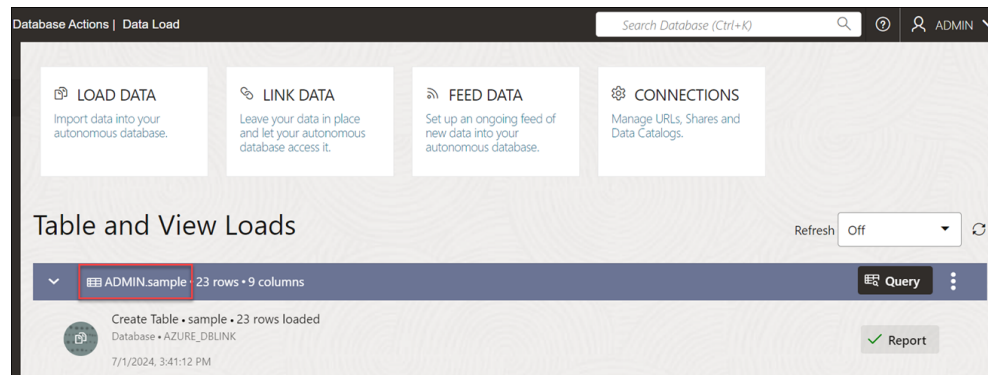 Database Actions | Data Load
Search Database (Ctrl+K)
ADMIN
LOAD DATA
Import data into your
autonomous database.
LINK DATA
Leave your data in place
and let your autonomous
database access it.
FEED DATA
Set up an ongoing feed of
new data into your
autonomous database.
CONNECTIONS
Manage URLs, Shares and
Data Catalogs.
Table and View Loads
Refresh Off
ADMIN.sample • 23 rows • 9 columns
Query
Create Table • sample • 23 rows loaded
Database • AZURE_DBLINK
7/1/2024, 3:41:12 PM
Report